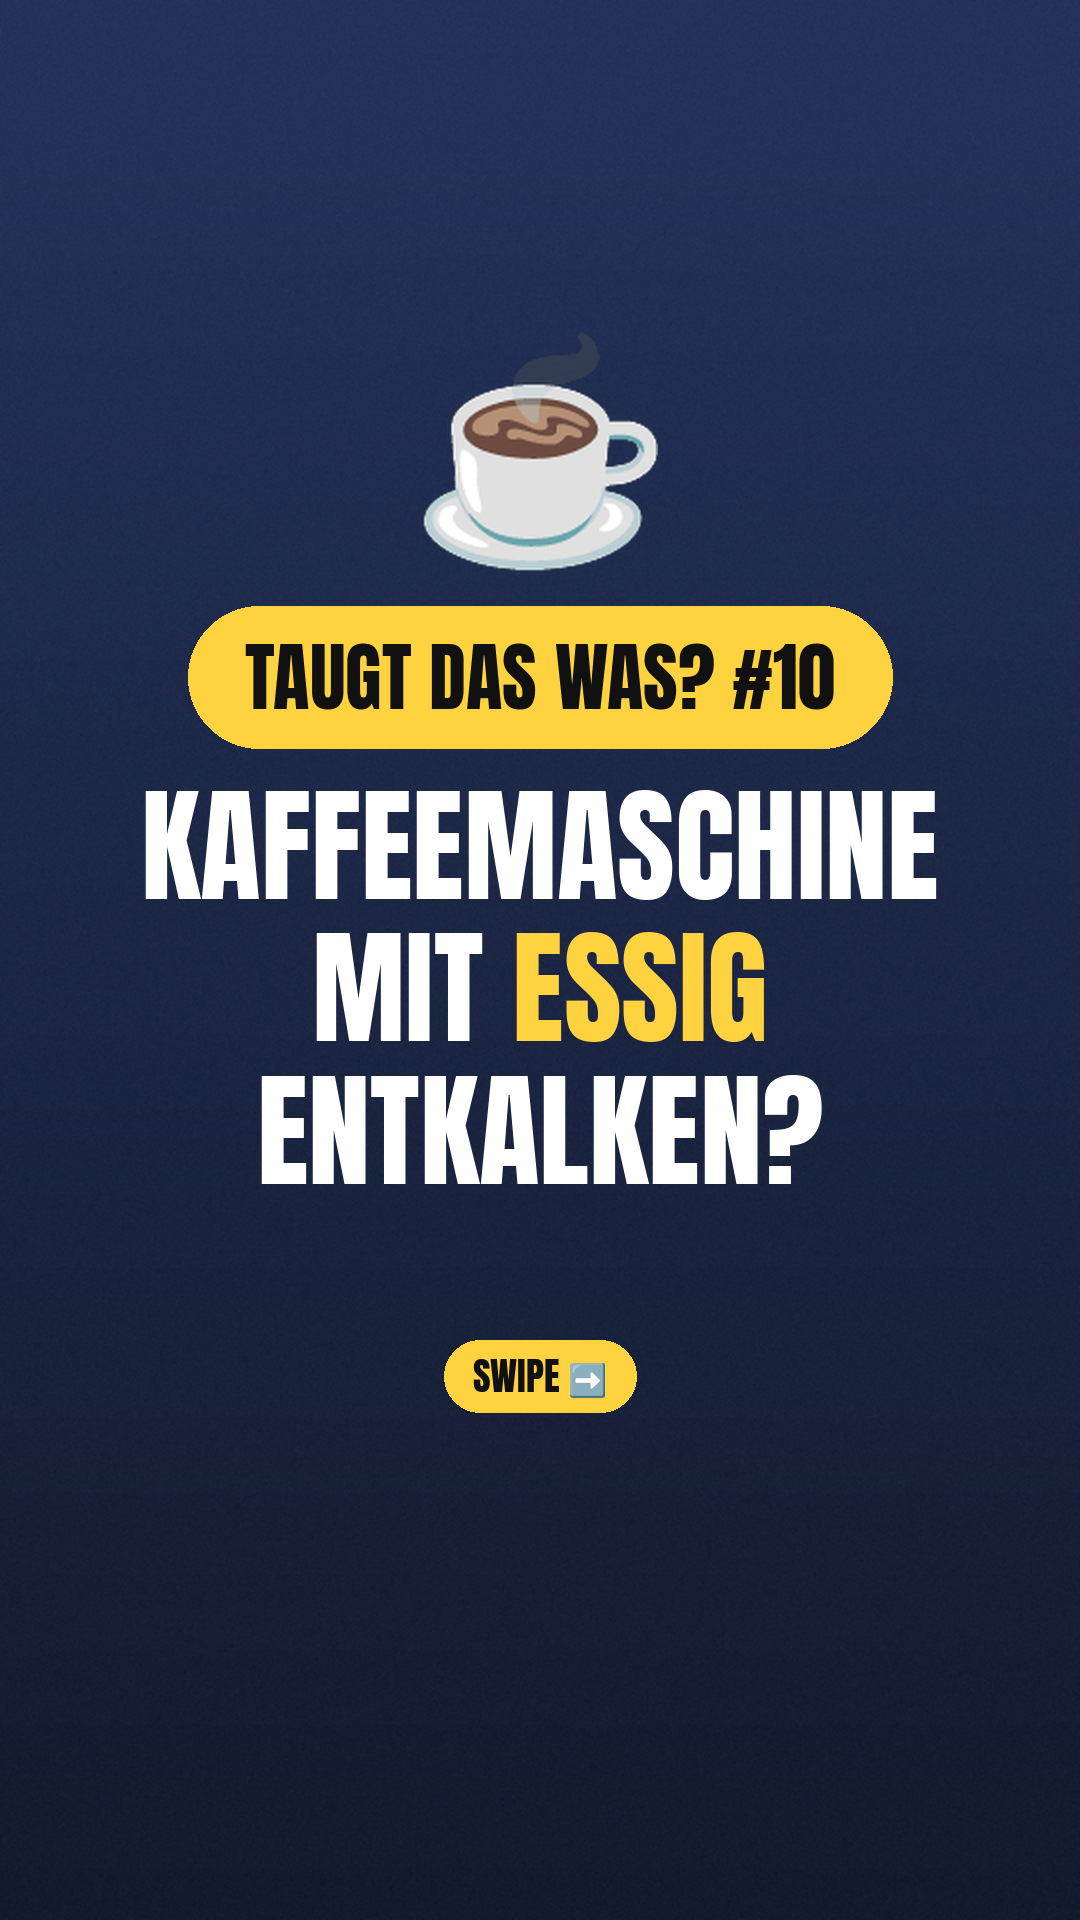 TAUGT DAS WAS? #10
KAFFEEMASCHINE
MIT ESSIG
ENTKALKEN?
SWIPE ➡️